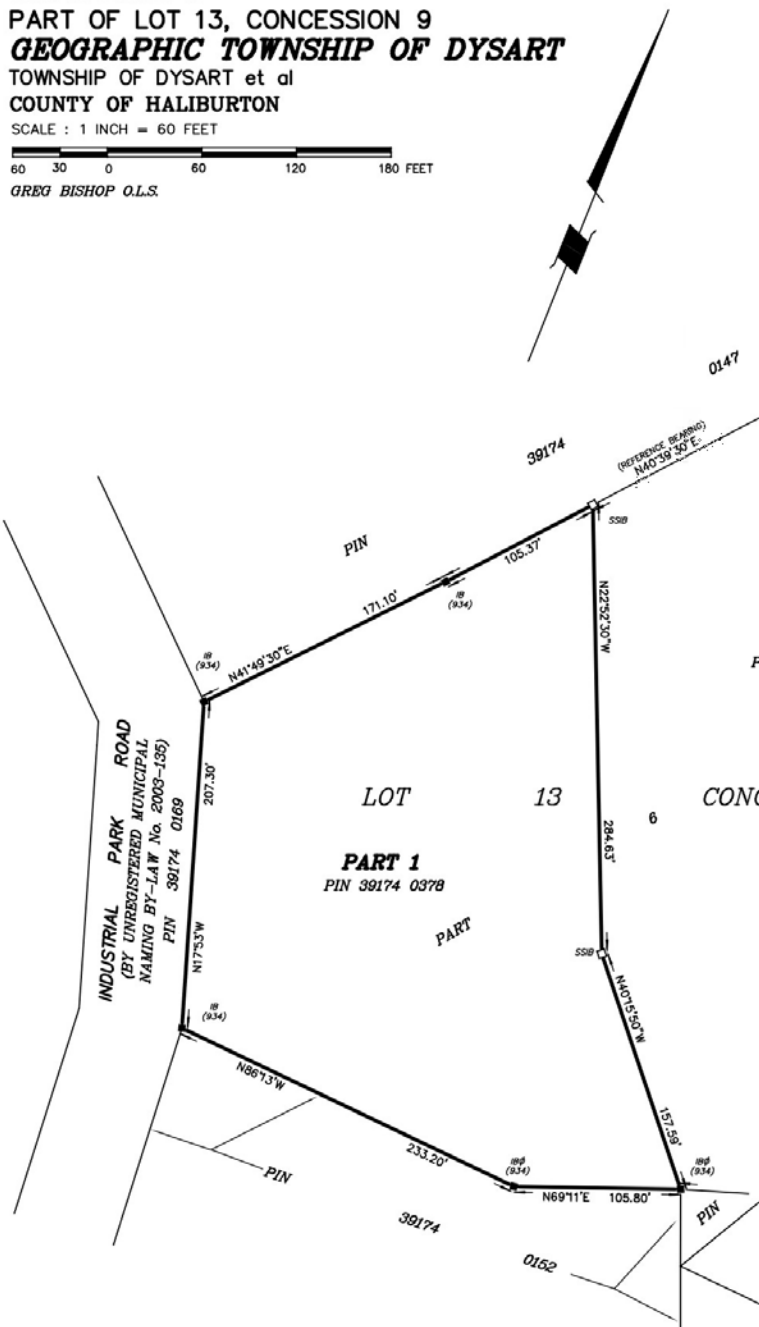 PART OF LOT 13, CONCESSION 9
GEOGRAPHIC TOWNSHIP OF DYSART
TOWNSHIP OF DYSART et al
COUNTY OF HALIBURTON
SCALE : 1 INCH = 60 FEET
60 30 0 60 120 180 FEET
GREG BISHOP O.L.S.
0147
(REFERENCE BEARING)
N40°39'30"E
39174
PIN
SSIB
105.37'
IB
(934)
171.10'
N41°49'30"E
IB
(934)
N22°52'30"W
INDUSTRIAL PARK ROAD
(BY UNREGISTERED MUNICIPAL
NAMING BY-LAW No. 2003-135)
PIN 39174 0169
207.30'
N17°53'W
LOT 13 6 CONC
284.63'
PART 1
PIN 39174 0378
PART
SSIB
N40°15'50"W
157.59'
IB
(934)
N86°13'W
233.20'
IBϕ
(934)
N69°11'E 105.80'
IBϕ
(934)
PIN
PIN
39174
0152